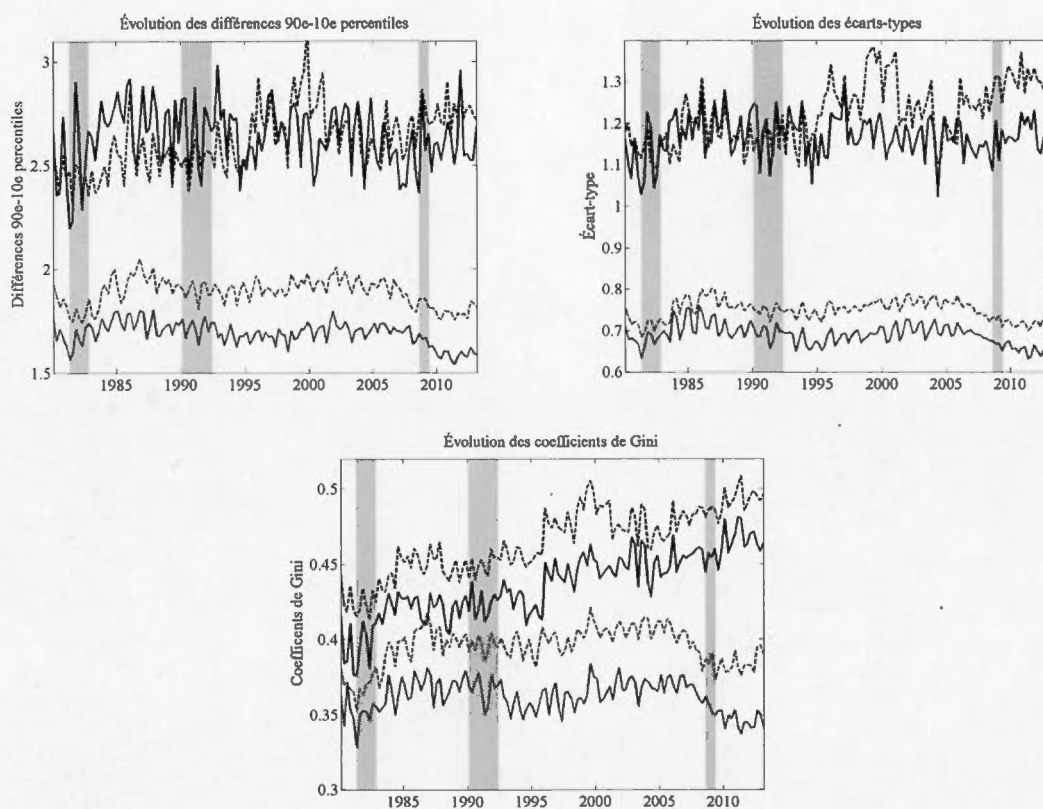 Évolution des différences 90e-10e percentiles
Différences 90e-10e percentiles
3
2.5
2
1.5
1985 1990 1995 2000 2005 2010
Évolution des écarts-types
Écart-type
1.3
1.2
1.1
1
0.9
0.8
0.7
0.6
1985 1990 1995 2000 2005 2010
Évolution des coefficients de Gini
Coefficents de Gini
0.5
0.45
0.4
0.35
0.3
1985 1990 1995 2000 2005 2010